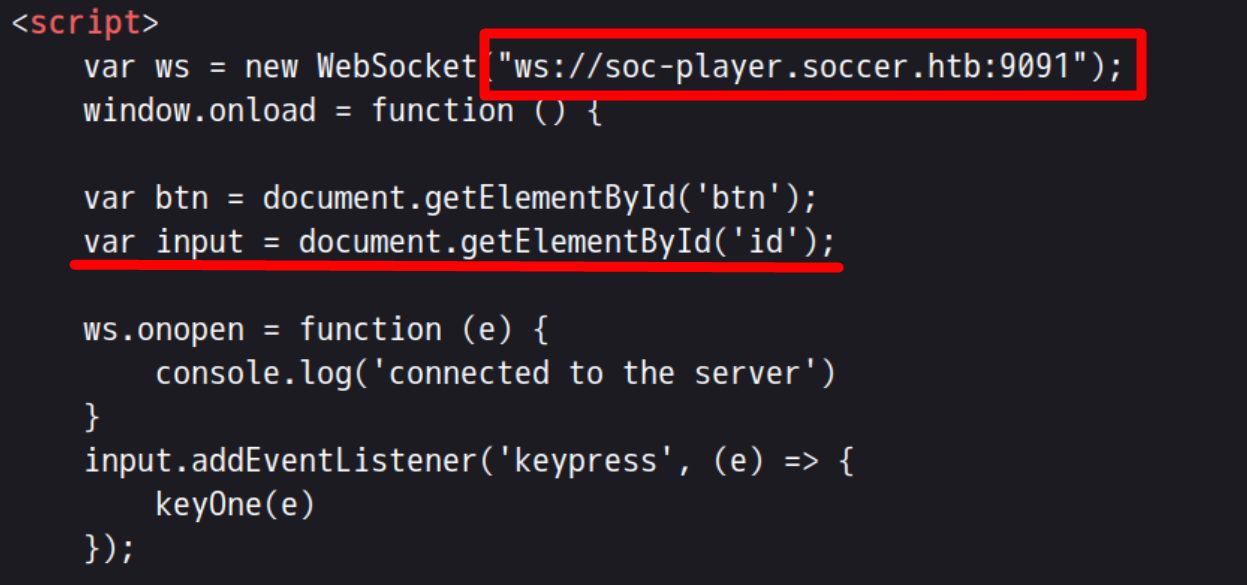 <script>
var ws = new WebSocket("ws://soc-player.soccer.htb:9091");
window.onload = function () {
var btn = document.getElementById('btn');
var input = document.getElementById('id');
ws.onopen = function (e) {
console.log('connected to the server')
}
input.addEventListener('keypress', (e) => {
keyOne(e)
});